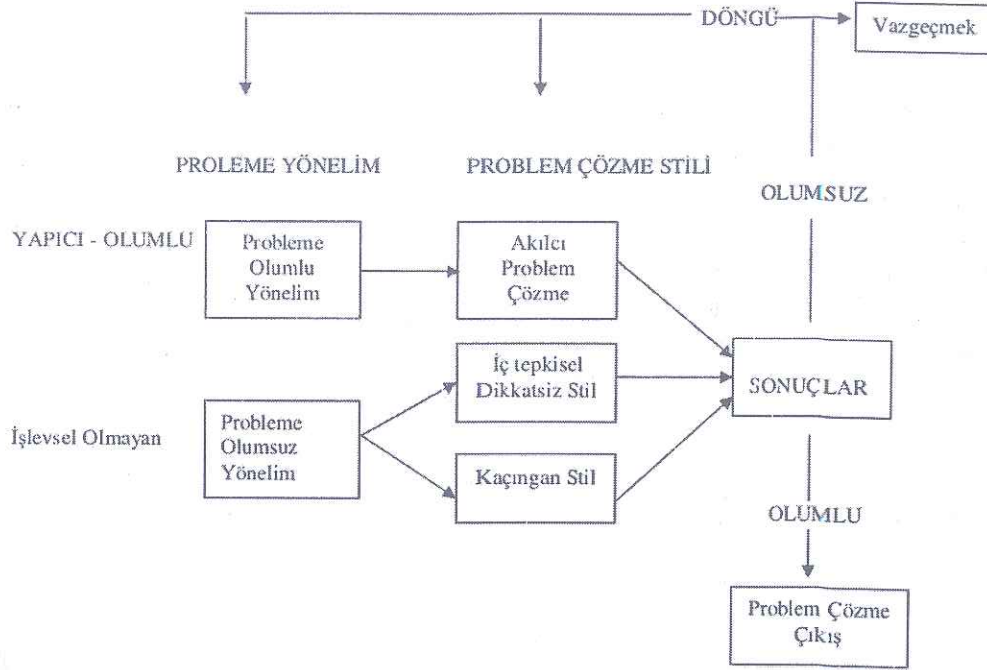 DÖNGÜ
Vazgeçmek
PROLEME YÖNELİM
PROBLEM ÇÖZME STİLİ
OLUMSUZ
YAPICI - OLUMLU
Probleme
Olumlu
Yönelim
Akılcı
Problem
Çözme
İç tepkisel
Dikkatsiz Stil
SONUÇLAR
İşlevsel Olmayan
Probleme
Olumsuz
Yönelim
Kaçıngan Stil
OLUMLU
Problem Çözme
Çıkış